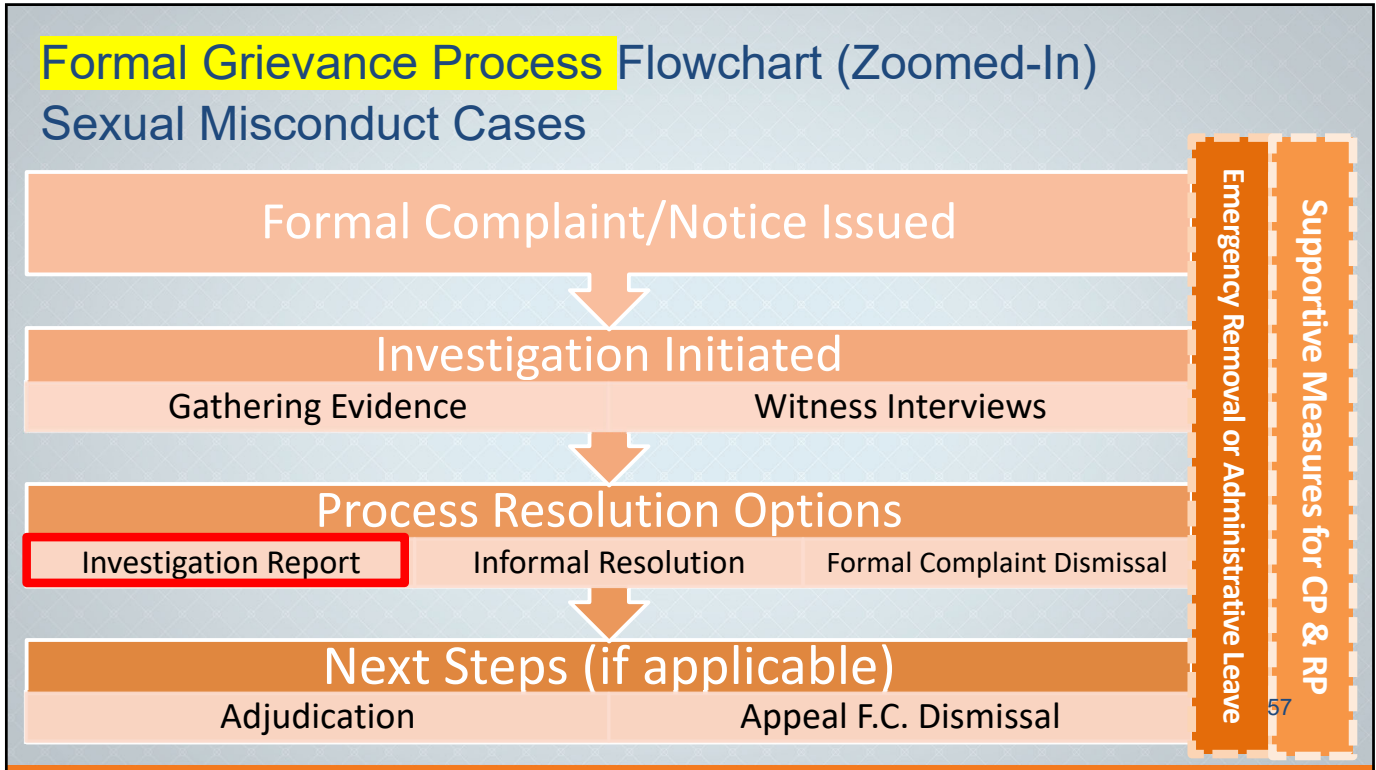 Formal Grievance Process Flowchart (Zoomed-In)
Sexual Misconduct Cases
Formal Complaint/Notice Issued
Investigation Initiated
Gathering Evidence
Witness Interviews
Process Resolution Options
Investigation Report
Informal Resolution
Formal Complaint Dismissal
Next Steps (if applicable)
Adjudication
Appeal F.C. Dismissal
Emergency Removal or Administrative Leave
Supportive Measures for CP & RP
57